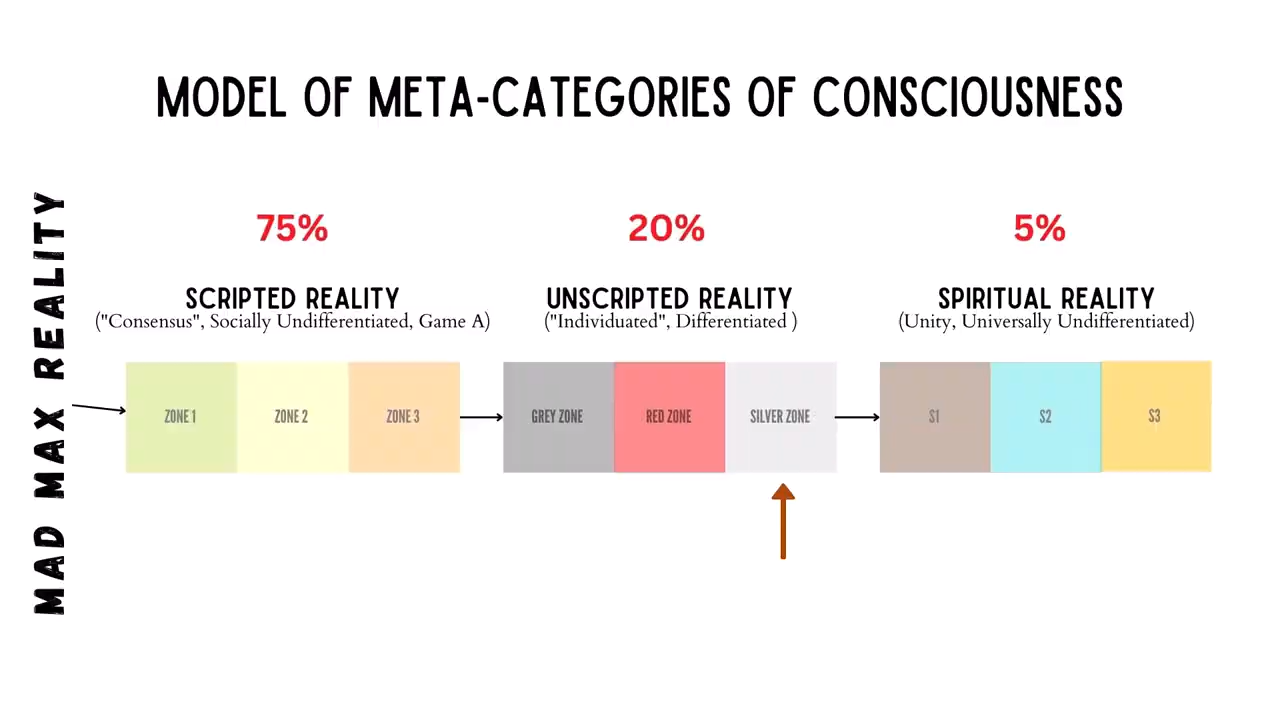 MODEL OF META-CATEGORIES OF CONSCIOUSNESS
MAD MAX REALITY
75%
SCRIPTED REALITY
("Consensus", Socially Undifferentiated, Game A)
ZONE 1
ZONE 2
ZONE 3
20%
UNSCRIPTED REALITY
("Individuated", Differentiated )
GREY ZONE
RED ZONE
SILVER ZONE
5%
SPIRITUAL REALITY
(Unity, Universally Undifferentiated)
S1
S2
S3